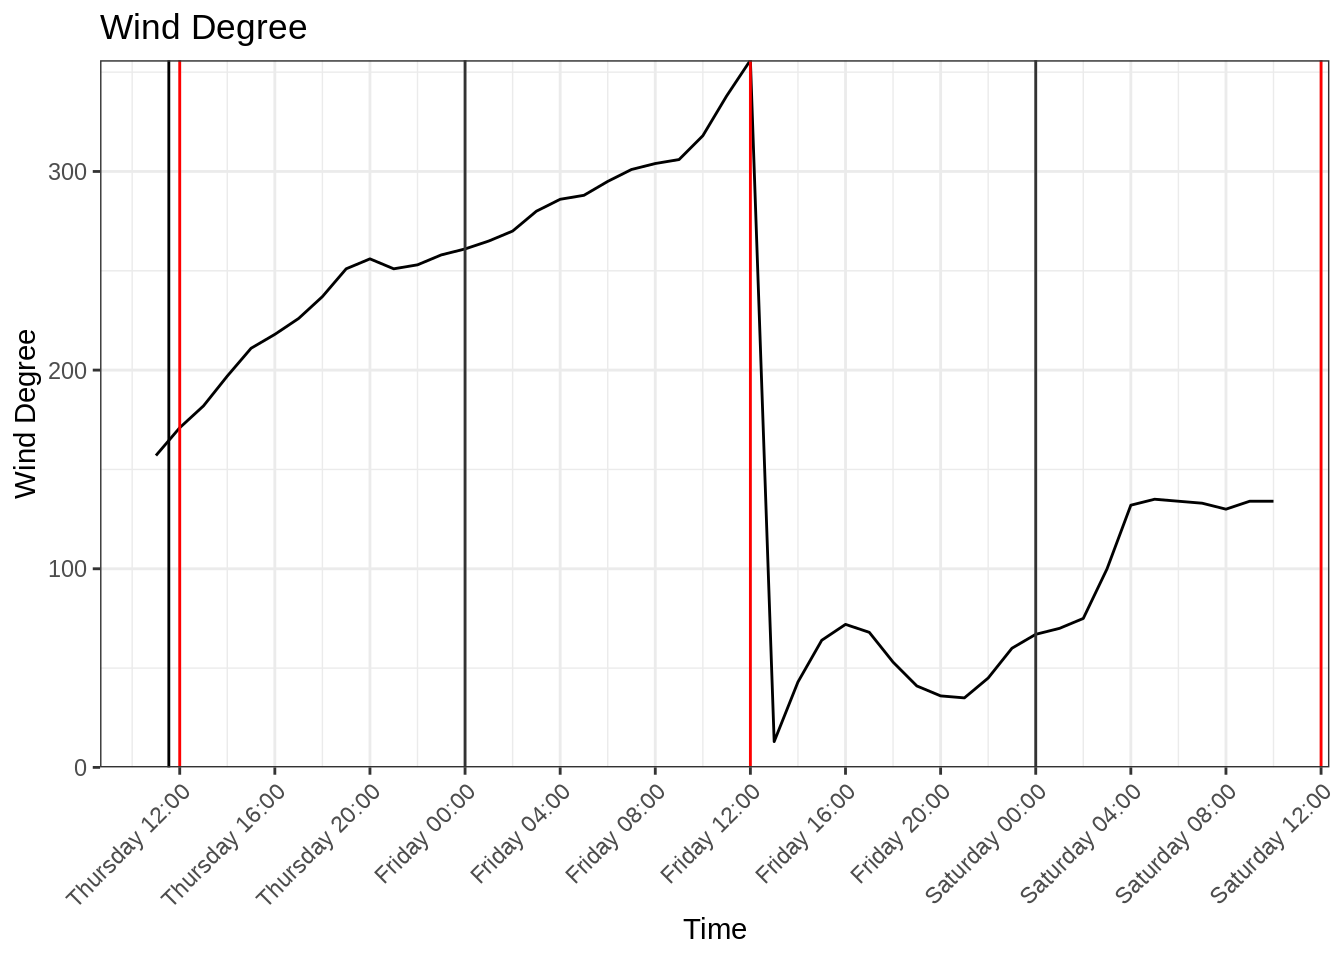 Wind Degree
Wind Degree
300
200
100
0
Thursday 12:00
Thursday 16:00
Thursday 20:00
Friday 00:00
Friday 04:00
Friday 08:00
Friday 12:00
Friday 16:00
Friday 20:00
Saturday 00:00
Saturday 04:00
Saturday 08:00
Saturday 12:00
Time